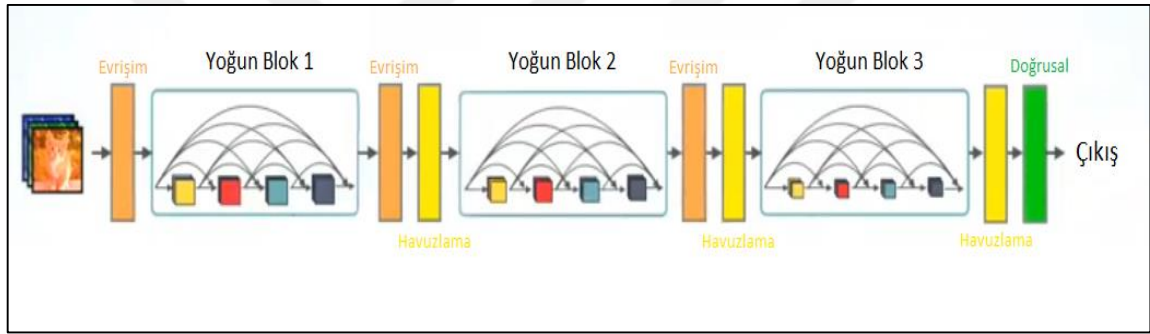 Evrişim
Yoğun Blok 1
Evrişim
Havuzlama
Yoğun Blok 2
Evrişim
Havuzlama
Yoğun Blok 3
Havuzlama
Doğrusal
Çıkış